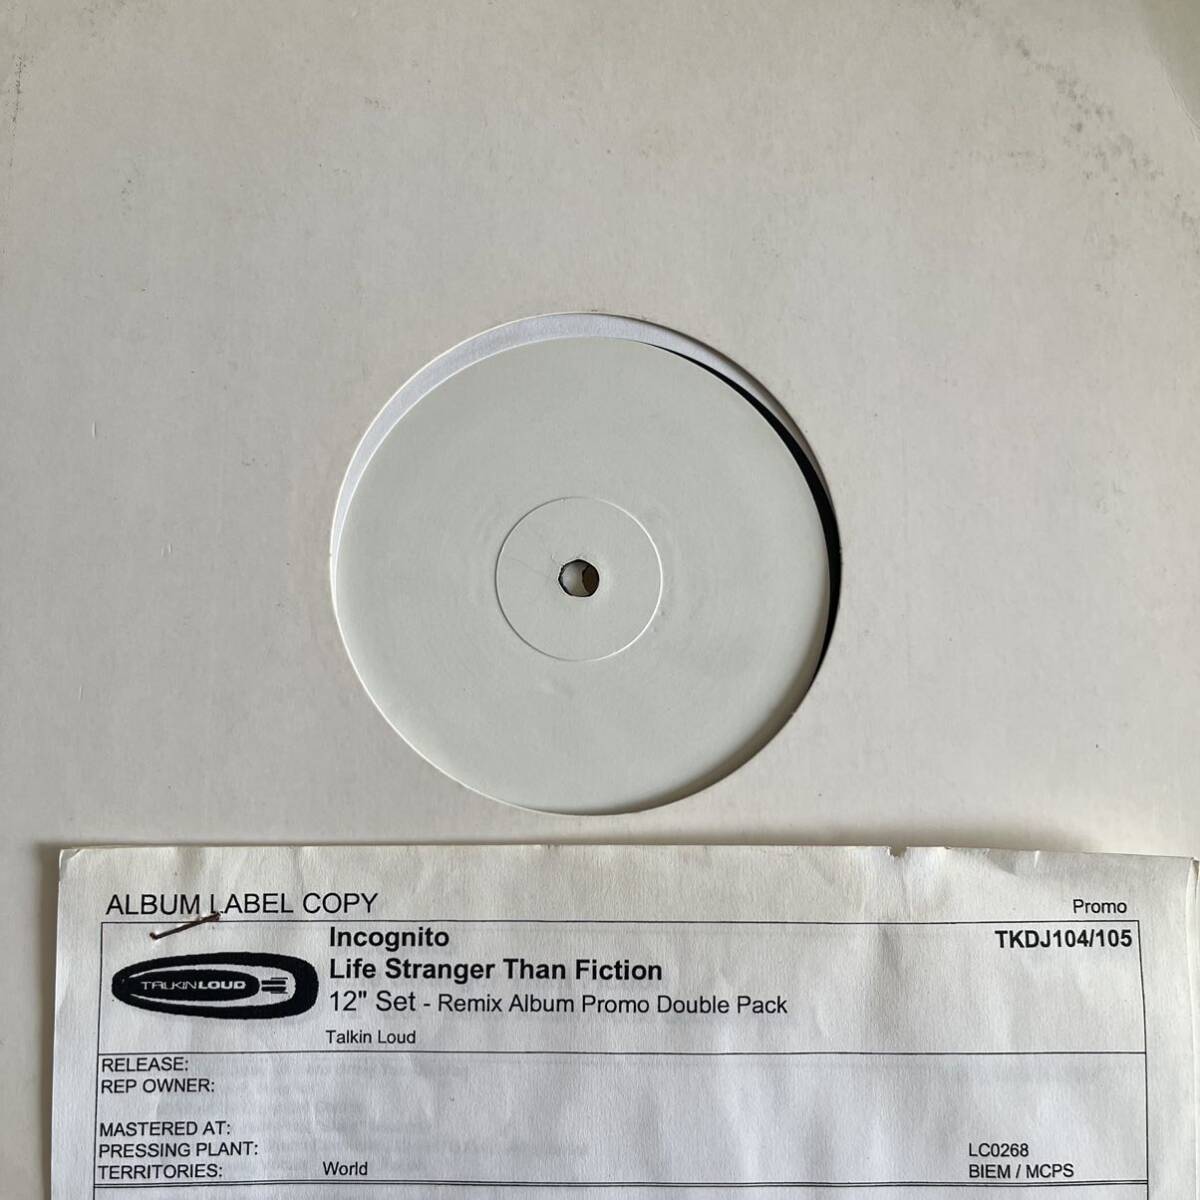 ALBUM LABEL COPY
Promo
Incognito
TKDJ104/105
Life Stranger Than Fiction
TALKINLOUD
12" Set - Remix Album Promo Double Pack
Talkin Loud
RELEASE:
REP OWNER:
MASTERED AT:
PRESSING PLANT:
LC0268
TERRITORIES:
World
BIEM / MCPS